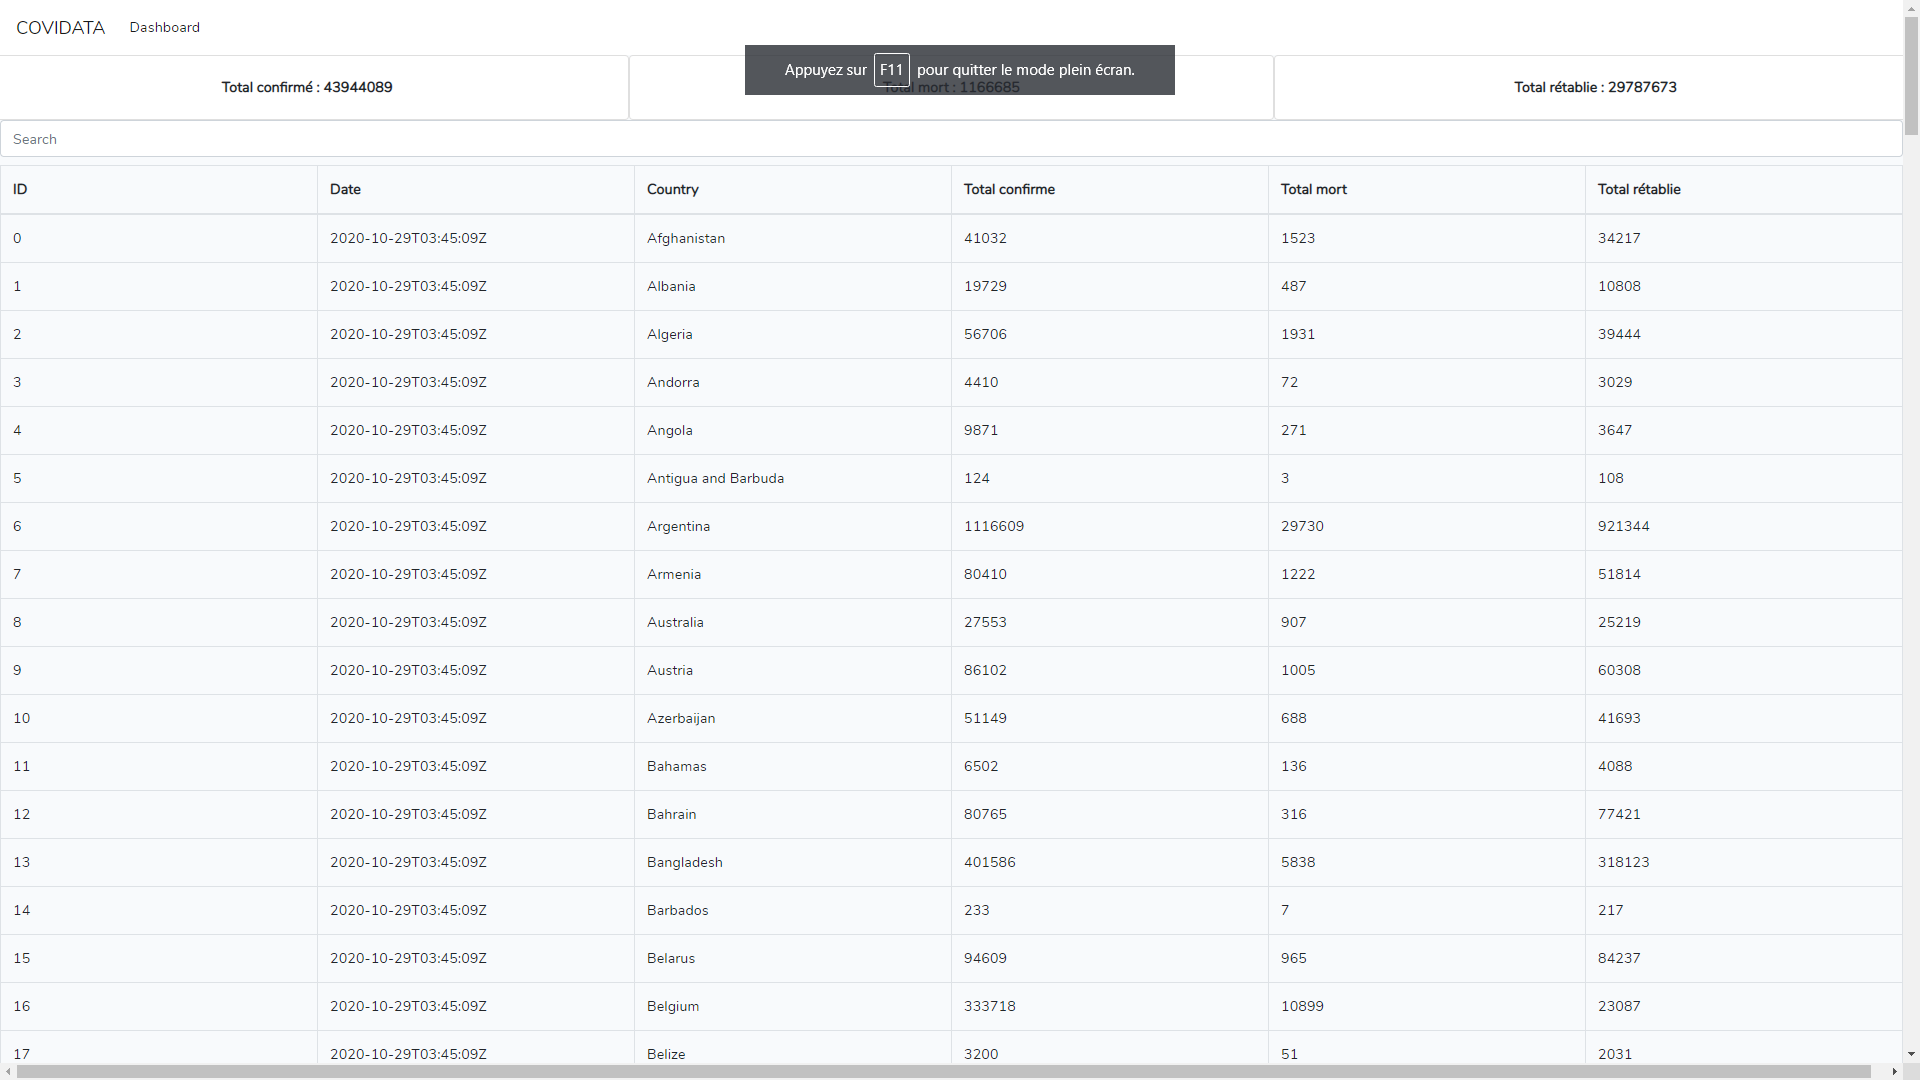 COVIDATA Dashboard
Appuyez sur F11 pour quitter le mode plein écran.
Total confirmé : 43944089 Total mort : 1166685 Total rétablie : 29787673
Search
ID Date Country Total confirme Total mort Total rétablie
0 2020-10-29T03:45:09Z Afghanistan 41032 1523 34217
1 2020-10-29T03:45:09Z Albania 19729 487 10808
2 2020-10-29T03:45:09Z Algeria 56706 1931 39444
3 2020-10-29T03:45:09Z Andorra 4410 72 3029
4 2020-10-29T03:45:09Z Angola 9871 271 3647
5 2020-10-29T03:45:09Z Antigua and Barbuda 124 3 108
6 2020-10-29T03:45:09Z Argentina 1116609 29730 921344
7 2020-10-29T03:45:09Z Armenia 80410 1222 51814
8 2020-10-29T03:45:09Z Australia 27553 907 25219
9 2020-10-29T03:45:09Z Austria 86102 1005 60308
10 2020-10-29T03:45:09Z Azerbaijan 51149 688 41693
11 2020-10-29T03:45:09Z Bahamas 6502 136 4088
12 2020-10-29T03:45:09Z Bahrain 80765 316 77421
13 2020-10-29T03:45:09Z Bangladesh 401586 5838 318123
14 2020-10-29T03:45:09Z Barbados 233 7 217
15 2020-10-29T03:45:09Z Belarus 94609 965 84237
16 2020-10-29T03:45:09Z Belgium 333718 10899 23087
17 2020-10-29T03:45:09Z Belize 3200 51 2031